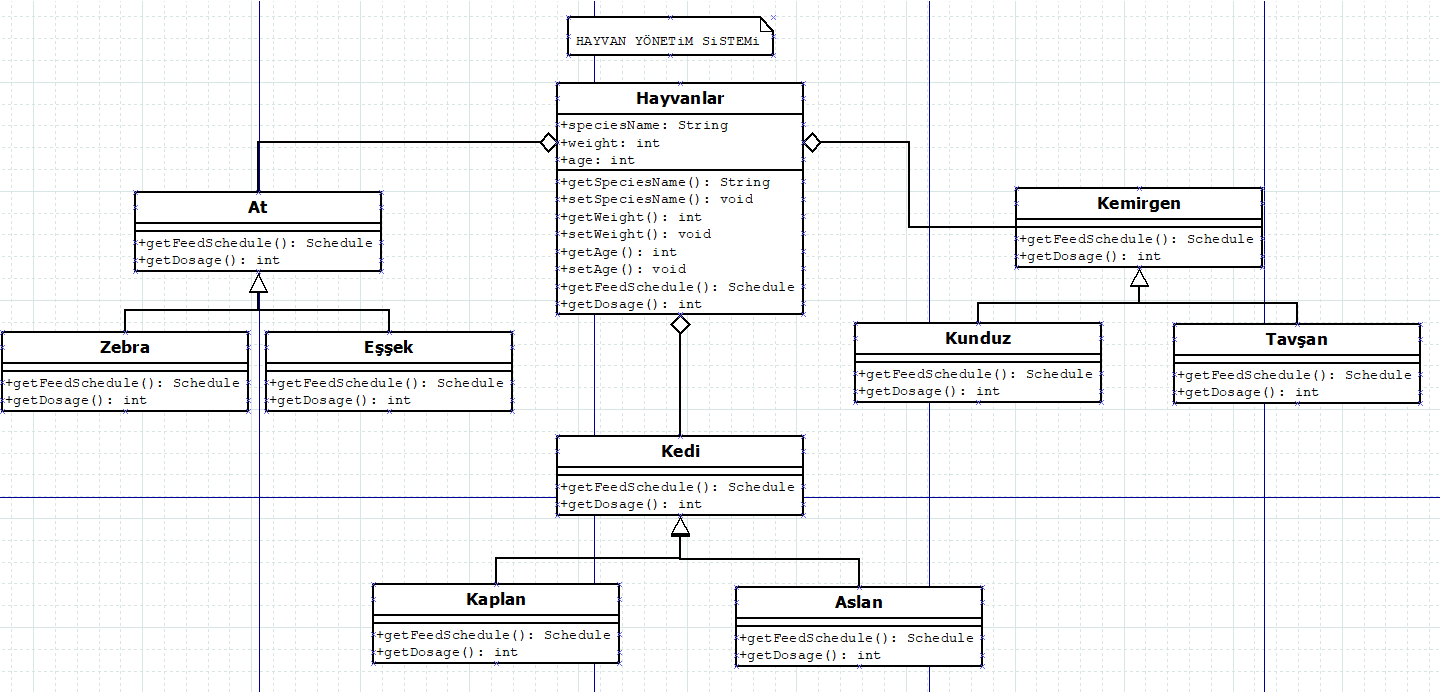 HAYVAN YÖNETiM SiSTEMi
Hayvanlar
+speciesName: String
+weight: int
+age: int
+getSpeciesName(): String
+setSpeciesName(): void
+getWeight(): int
+setWeight(): void
+getAge(): int
+setAge(): void
+getFeedSchedule(): Schedule
+getDosage(): int
At
+getFeedSchedule(): Schedule
+getDosage(): int
Kemirgen
+getFeedSchedule(): Schedule
+getDosage(): int
Zebra
+getFeedSchedule(): Schedule
+getDosage(): int
Eşşek
+getFeedSchedule(): Schedule
+getDosage(): int
Kunduz
+getFeedSchedule(): Schedule
+getDosage(): int
Tavşan
+getFeedSchedule(): Schedule
+getDosage(): int
Kedi
+getFeedSchedule(): Schedule
+getDosage(): int
Kaplan
+getFeedSchedule(): Schedule
+getDosage(): int
Aslan
+getFeedSchedule(): Schedule
+getDosage(): int